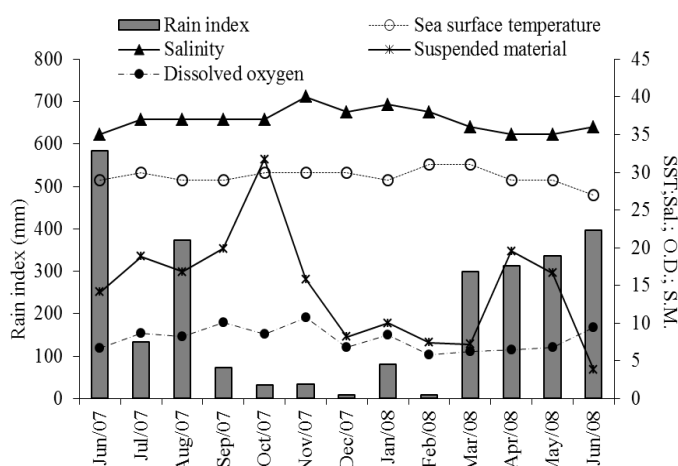 Rain index
Sea surface temperature
Salinity
Suspended material
Dissolved oxygen
800
700
600
500
400
300
200
100
0
Rain index (mm)
45
40
35
30
25
20
15
10
5
0
SST;Sal.; O.D.; S.M.
Jun/07
Jul/07
Aug/07
Sep/07
Oct/07
Nov/07
Dec/07
Jan/08
Feb/08
Mar/08
Apr/08
May/08
Jun/08